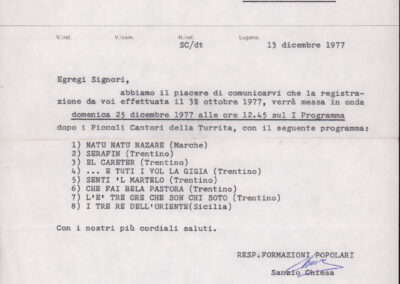 V./ref. V./com. N./ref. Lugano,
SC/dt 13 dicembre 1977
Egregi Signori,
abbiamo il piacere di comunicarvi che la registra-
zione da voi effettuata il 31 ottobre 1977, verrà messa in onda
domenica 25 dicembre 1977 alle ore 12.45 sul I Programma
dopo i Piccoli Cantori della Turrita, con il seguente programma:
1) NATU NATU NAZARE (Marche)
2) SERAFIN (Trentino)
3) EL CARETER (Trentino)
4) ... E TUTI I VOL LA GIGIA (Trentino)
5) SENTI 'L MARTELO (Trentino)
6) CHE FAI BELA PASTORA (Trentino)
7) L'E' TRE ORE CHE SON CHI SOTO (Trentino)
8) I TRE RE DELL'ORIENTE(Sicilia)
Con i nostri più cordiali saluti.
RESP.FORMAZIONI POPOLARI
Sanzio Chiesa